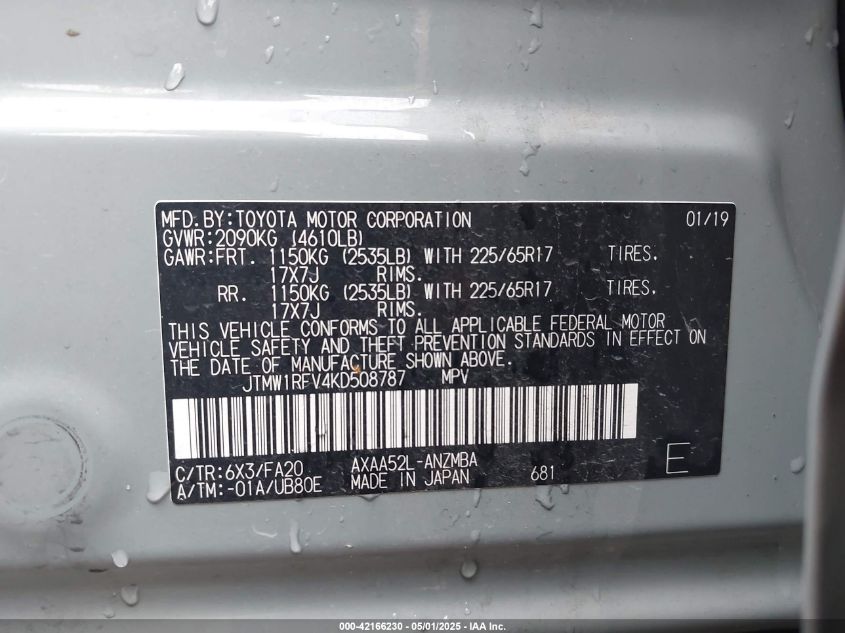 MFD.BY:TOYOTA MOTOR CORPORATION 01/19
GVWR:2090KG (4610LB)
GAWR:FRT. 1150KG (2535LB) WITH 225/65R17 TIRES.
17X7J RIMS.
RR. 1150KG (2535LB) WITH 225/65R17 TIRES.
17X7J RIMS.
THIS VEHICLE CONFORMS TO ALL APPLICABLE FEDERAL MOTOR
VEHICLE SAFETY AND THEFT PREVENTION STANDARDS IN EFFECT ON
THE DATE OF MANUFACTURE SHOWN ABOVE.
JTMW1RFV4KD508787 MPV
C/TR:6X3/FA20 AXAA52L-ANZMBA
A/TM:-01A/UB80E MADE IN JAPAN 681 E
000-42166230 - 05/01/2025 - IAA Inc.